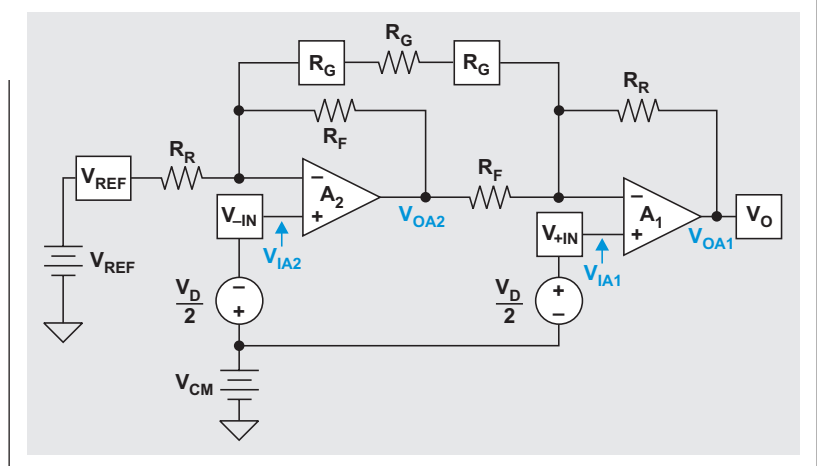 R_G
R_G R_G
R_R
R_F
R_R
V_REF
R_F
A_2
A_1
V_–IN
V_OA2
V_+IN
V_OA1
V_O
V_IA2
V_IA1
V_REF
V_D
2
V_D
2
V_CM
– +
– +
– +
+ –